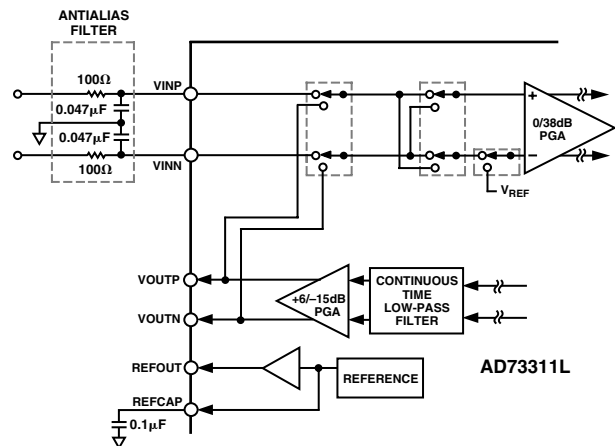 ANTIALIAS
FILTER
100Ω
VINP
0.047μF
0.047μF
100Ω
VINN
+
0/38dB
PGA
−
VREF
VOUTP
+6/–15dB
PGA
CONTINUOUS
TIME
LOW-PASS
FILTER
VOUTN
REFOUT
REFERENCE
AD73311L
REFCAP
0.1μF